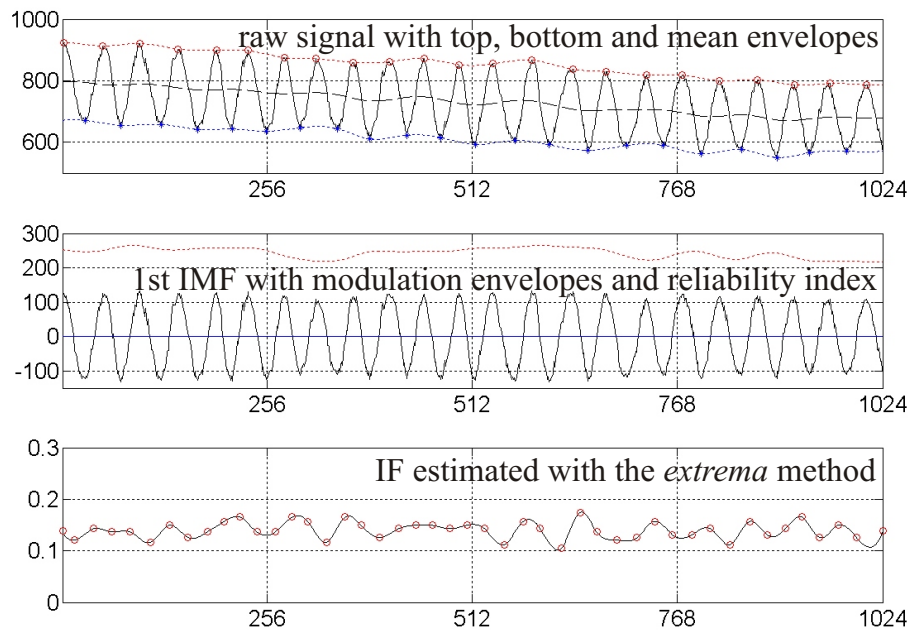 1000
raw signal with top, bottom and mean envelopes
800
600
256 512 768 1024
300
200
1st IMF with modulation envelopes and reliability index
100
0
-100
256 512 768 1024
0.3
IF estimated with the extrema method
0.2
0.1
0
256 512 768 1024